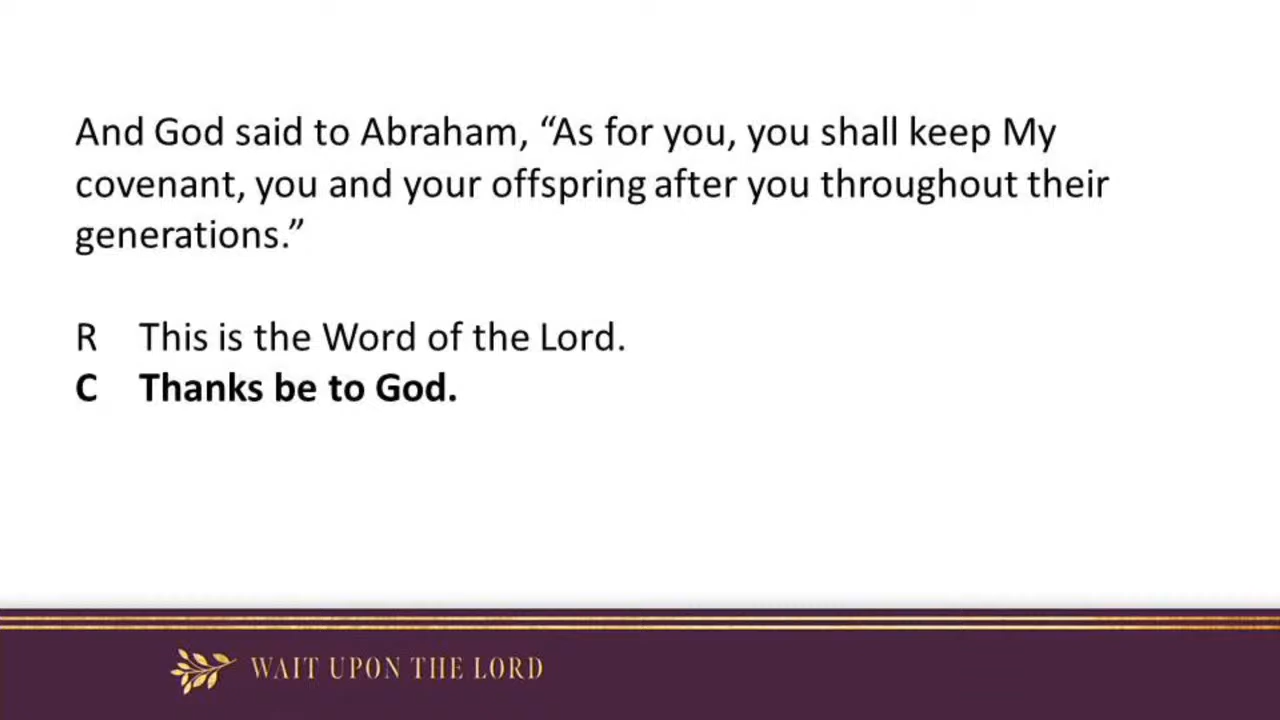 And God said to Abraham, “As for you, you shall keep My
covenant, you and your offspring after you throughout their
generations.”
R This is the Word of the Lord.
C Thanks be to God.
WAIT UPON THE LORD